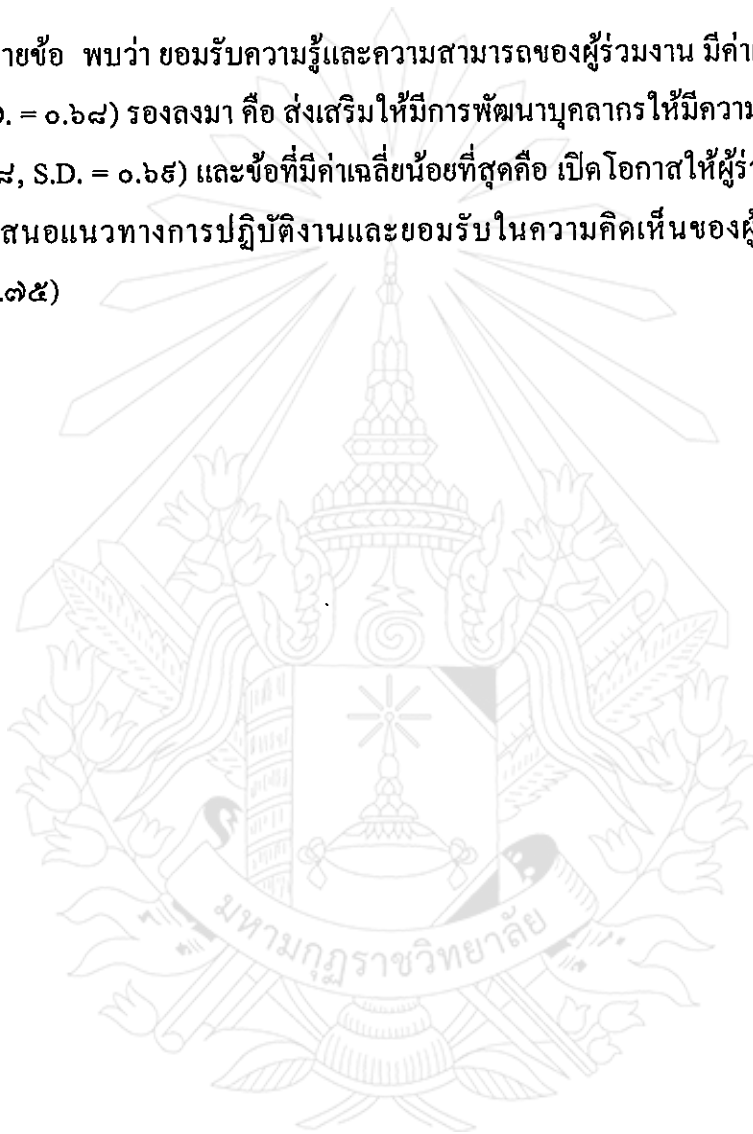 ายข้อ พบว่า ยอมรับความรู้และความสามารถของผู้ร่วมงาน มีค่าเ
. = ๐.๖๘) รองลงมา คือ ส่งเสริมให้มีการพัฒนาบุคลากรให้มีความ
๘, S.D. = ๐.๖๙) และข้อที่มีค่าเฉลี่ยน้อยที่สุดคือ เปิดโอกาสให้ผู้ร่
สนอแนวทางการปฏิบัติงานและยอมรับในความคิดเห็นของผู้
.๗๕)
มหามกุฏราชวิทยาลัย